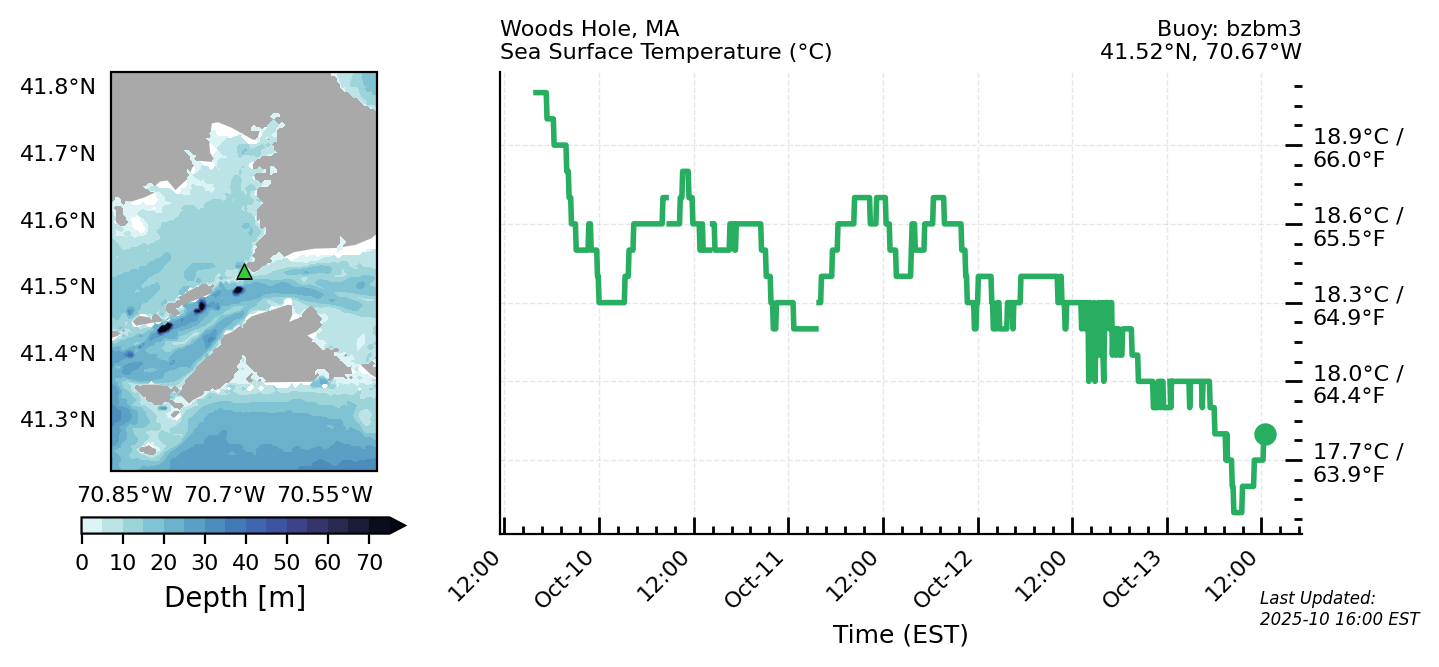 Woods Hole, MA
Sea Surface Temperature (°C)
Buoy: bzbm3
41.52°N, 70.67°W
41.8°N
41.7°N
41.6°N
41.5°N
41.4°N
41.3°N
70.85°W 70.7°W 70.55°W
0 10 20 30 40 50 60 70
Depth [m]
18.9°C /
66.0°F
18.6°C /
65.5°F
18.3°C /
64.9°F
18.0°C /
64.4°F
17.7°C /
63.9°F
12:00 Oct-10 12:00 Oct-11 12:00 Oct-12 12:00 Oct-13 12:00
Time (EST)
Last Updated:
2025-10 16:00 EST